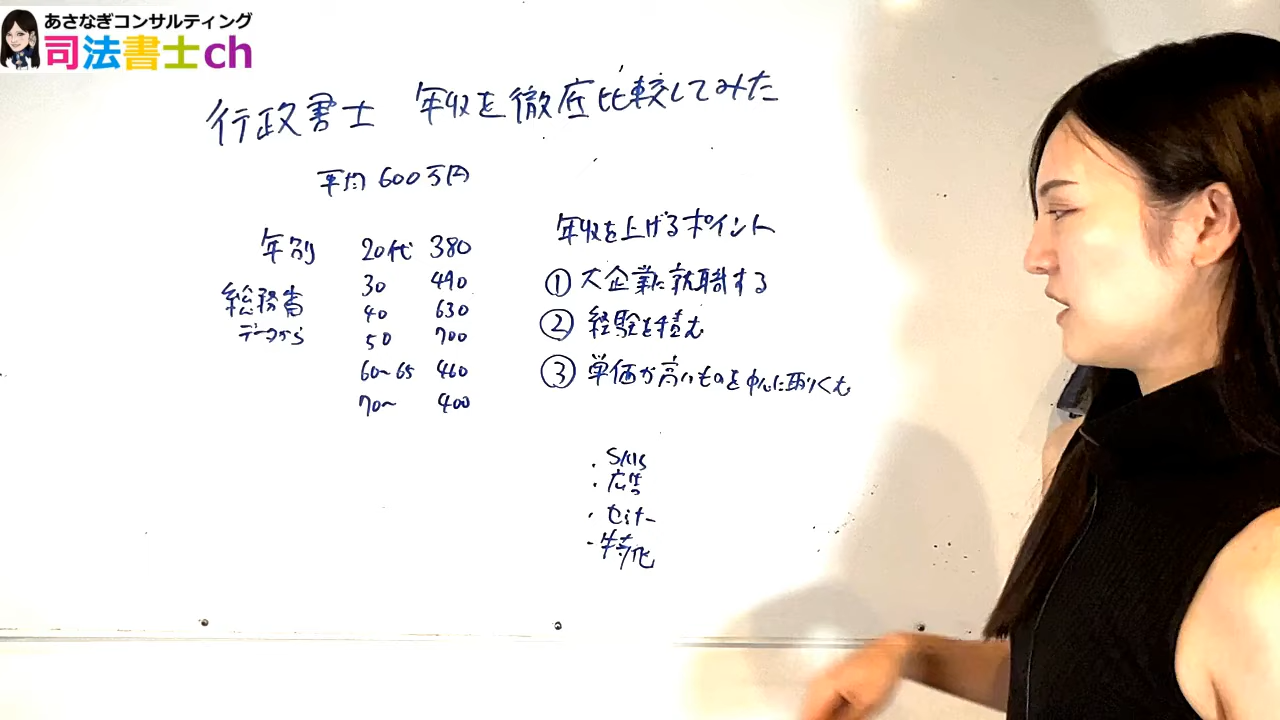 あさなぎコンサルティング
司法書士ch
行政書士 年収を徹底比較してみた
平均 600万円
年別 20代 380
30 490
40 630
50 700
60~65 460
70~ 400
総務省
データから
年収を上げるポイント
① 大企業に就職する
② 経験を積む
③ 単価が高いものを中心に取りくむ
・SNS
・広告
・セミナー
・特化